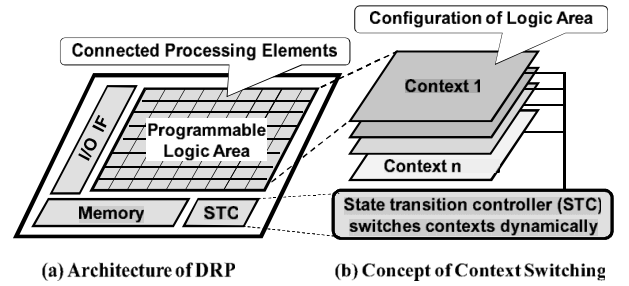 Configuration of Logic Area
Connected Processing Elements
Context 1
I/O IF
Programmable
Logic Area
Context n
Memory
STC
State transition controller (STC)
switches contexts dynamically
(a) Architecture of DRP
(b) Concept of Context Switching